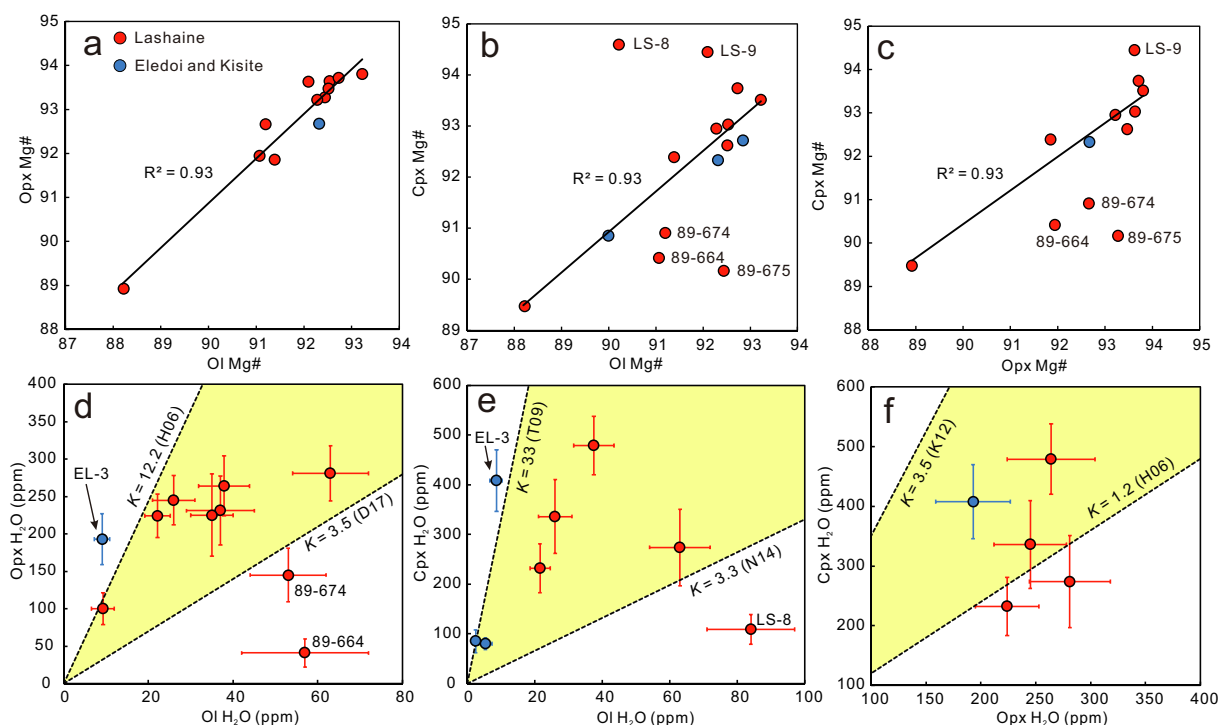 a
Lashaine
Eledoi and Kisite
R² = 0.93
Opx Mg#
95
94
93
92
91
90
89
88
87
88
89
90
91
92
93
94
Ol Mg#
b
LS-8
LS-9
R² = 0.93
89-674
89-664
89-675
Cpx Mg#
95
94
93
92
91
90
89
87
88
89
90
91
92
93
94
Ol Mg#
c
LS-9
R² = 0.93
89-674
89-664
89-675
Cpx Mg#
95
94
93
92
91
90
89
88
88
89
90
91
92
93
94
Opx Mg#
d
EL-3
K = 12.2 (H06)
K = 3.5 (D17)
89-674
89-664
Opx H₂O (ppm)
400
350
300
250
200
150
100
50
0
0
20
40
60
80
Ol H₂O (ppm)
e
EL-3
K = 33 (T09)
K = 3.3 (N14)
LS-8
Cpx H₂O (ppm)
600
500
400
300
200
100
0
0
20
40
60
80
100
Ol H₂O (ppm)
f
K = 3.5 (K12)
K = 1.2 (H06)
Cpx H₂O (ppm)
600
500
400
300
200
100
100
150
200
250
300
350
400
Opx H₂O (ppm)